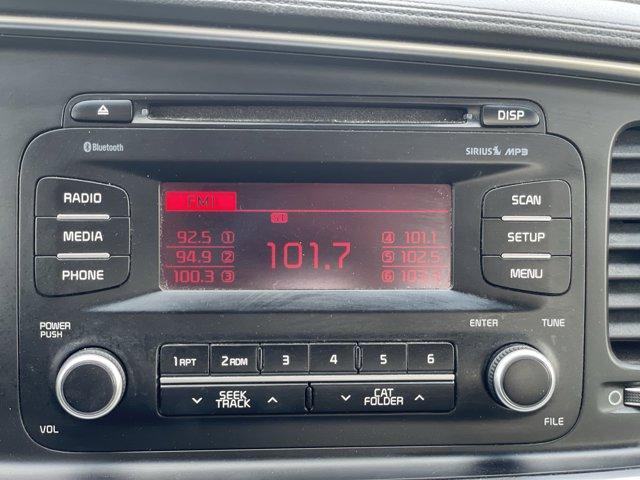 DISP
Bluetooth
SIRIUS MP3
RADIO
MEDIA
PHONE
FM1
ST
92.5 1
94.9 2
100.3 3
101.7
4 101.1
5 102.5
6
SCAN
SETUP
MENU
POWER
PUSH
VOL
1 RPT
2 RDM
3
4
5
6
SEEK
TRACK
CAT
FOLDER
ENTER
TUNE
FILE